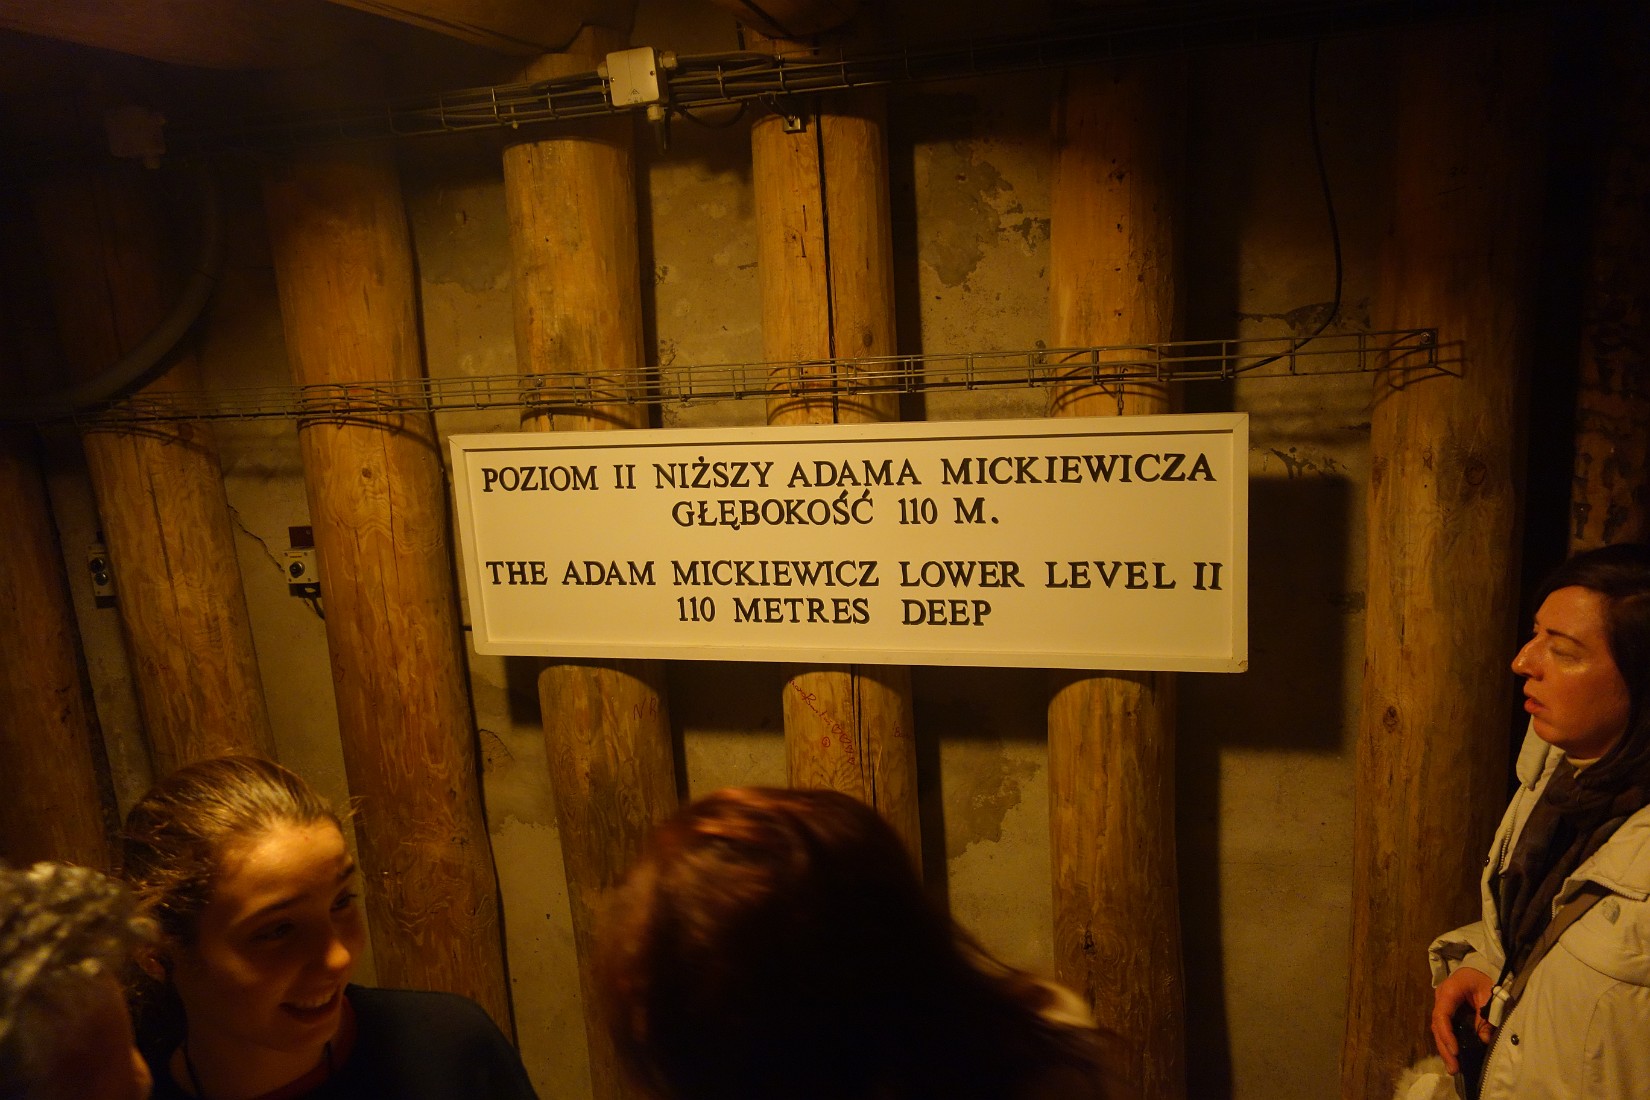 POZIOM II NIŻSZY ADAMA MICKIEWICZA
GŁĘBOKOŚĆ 110 M.
THE ADAM MICKIEWICZ LOWER LEVEL II
110 METRES DEEP
N R